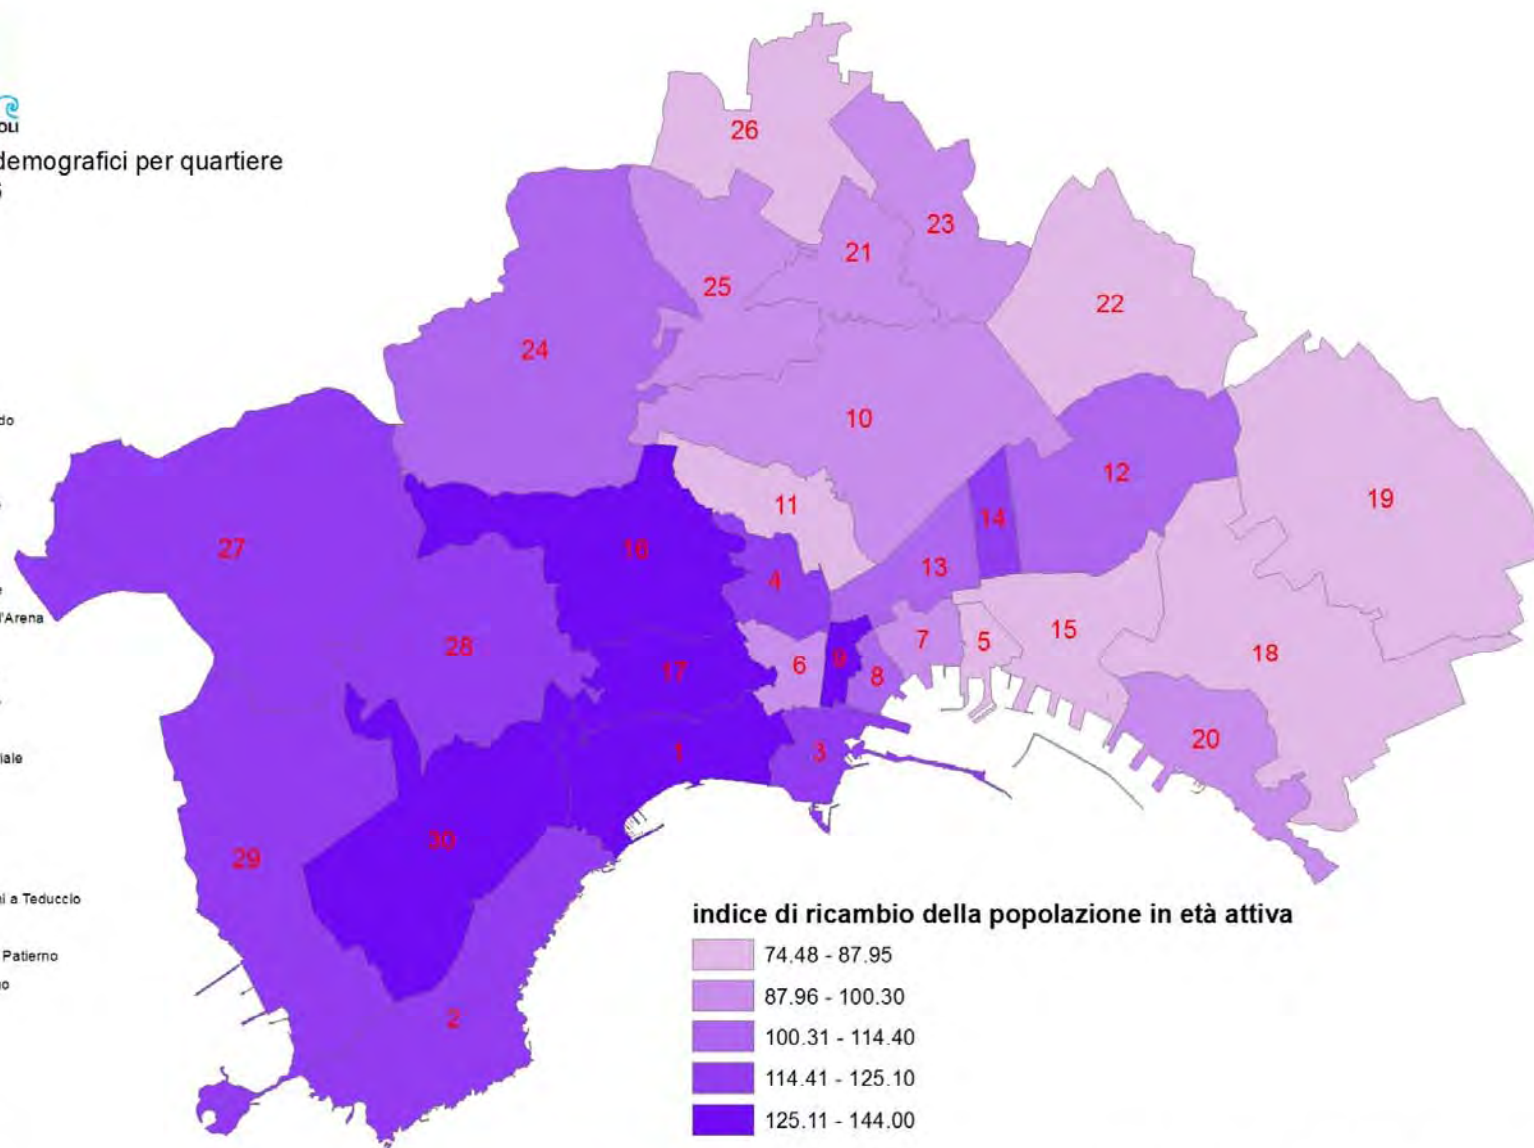 OLI
demografici per quartiere
do
e
l'Arena
iale
ni a Teduccio
Patierno
no
26
23
21
25
22
24
10
12
19
11
14
16
27
13
4
7
5
15
28
6
9
18
17
8
20
1
3
30
29
2
indice di ricambio della popolazione in età attiva
74.48 - 87.95
87.96 - 100.30
100.31 - 114.40
114.41 - 125.10
125.11 - 144.00